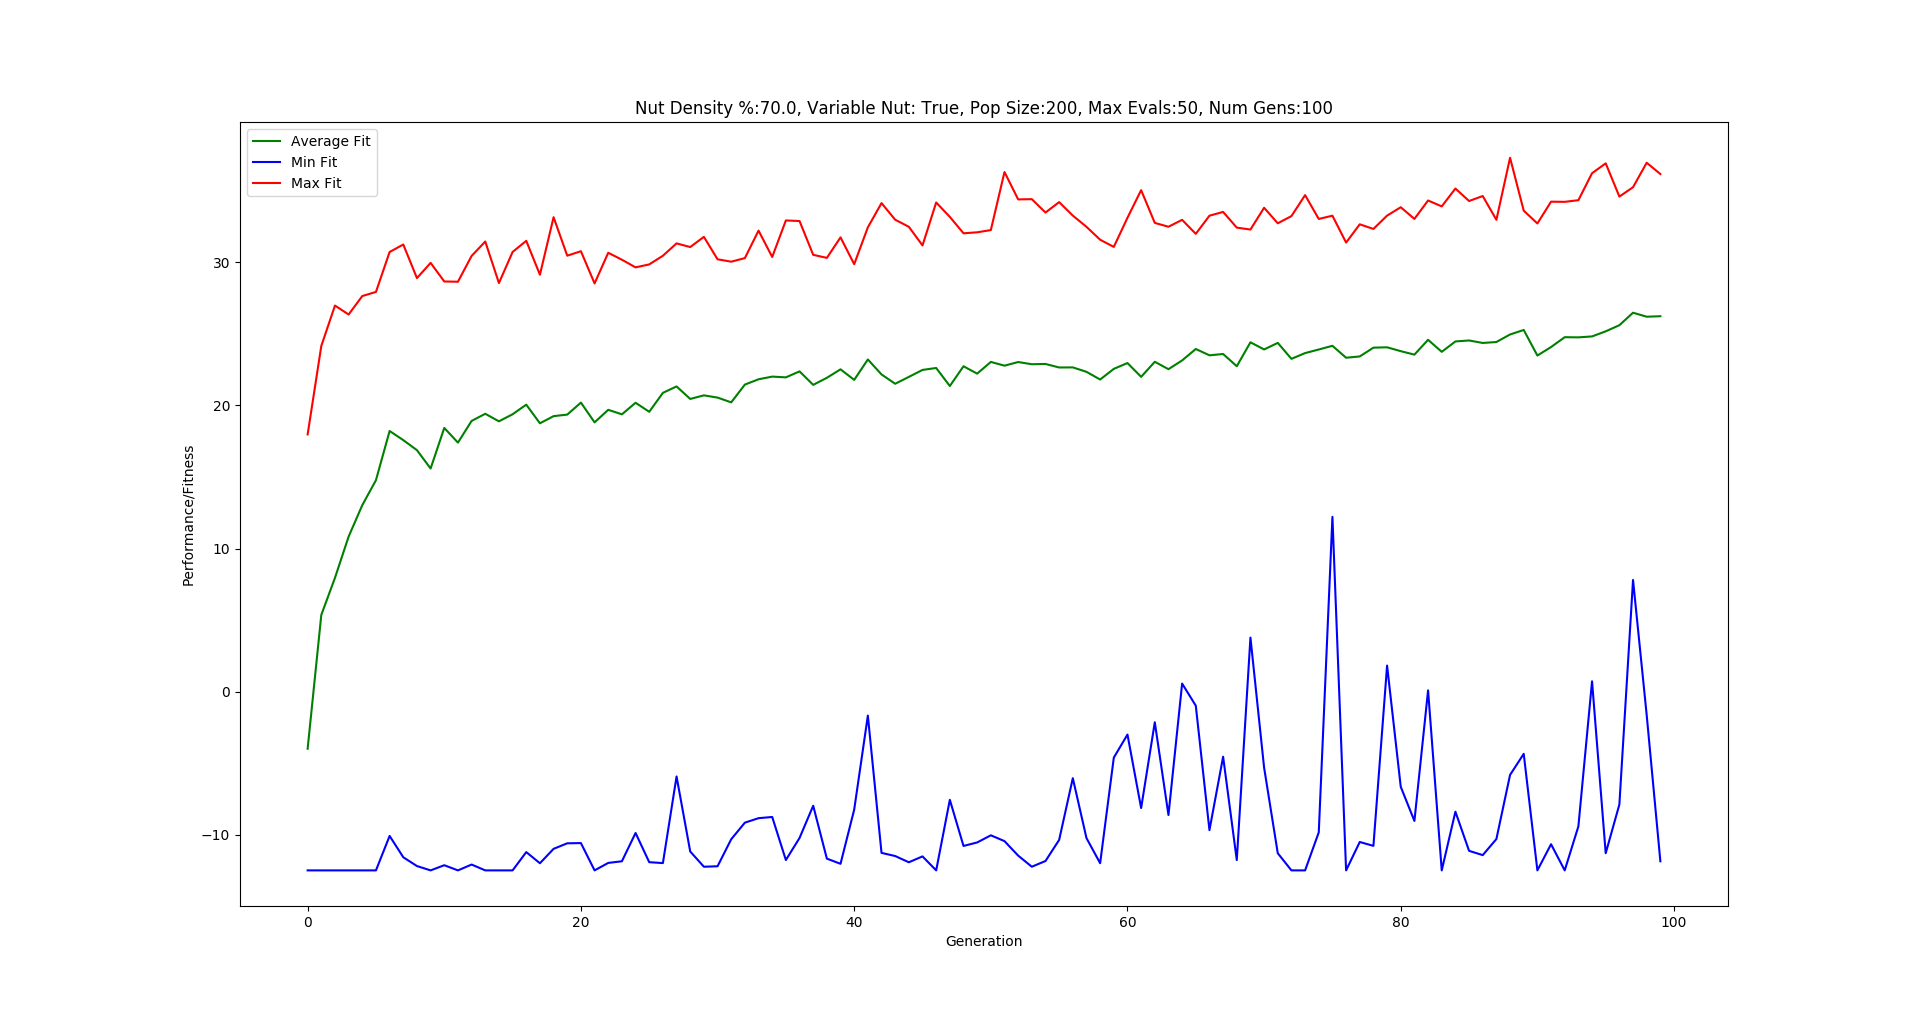 Nut Density %:70.0, Variable Nut: True, Pop Size:200, Max Evals:50, Num Gens:100
Average Fit
Min Fit
Max Fit
Performance/Fitness
30
20
10
0
−10
0 20 40 60 80 100
Generation